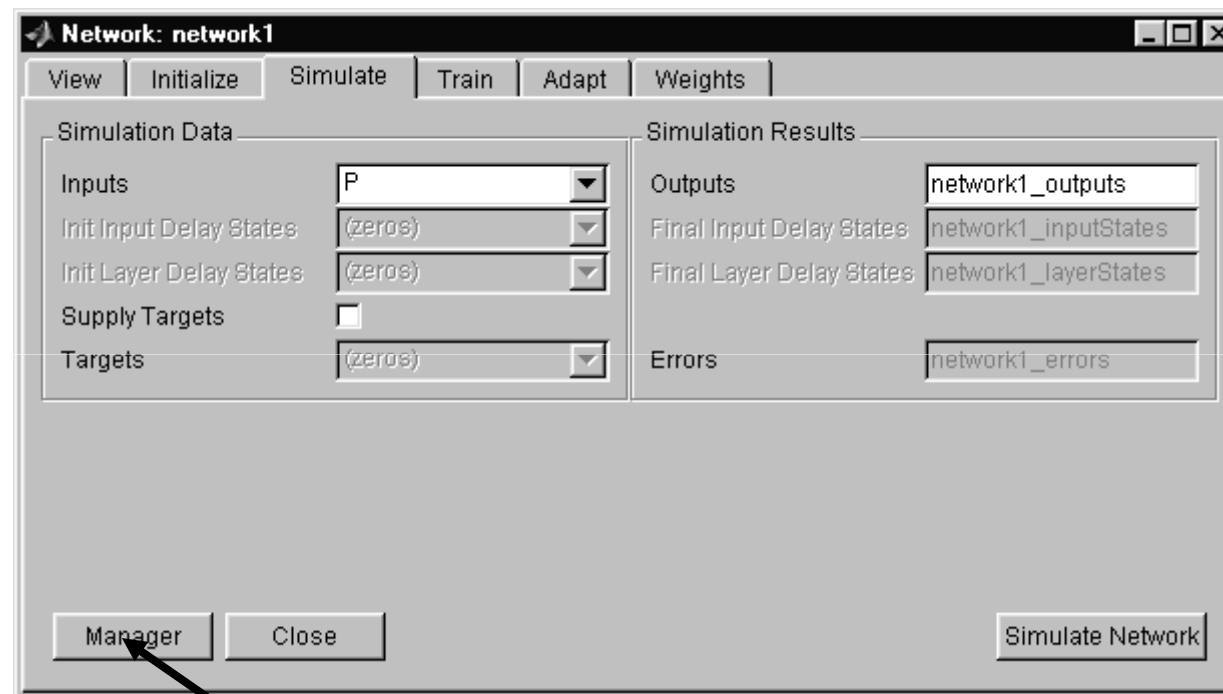 Network: network1
View Initialize Simulate Train Adapt Weights
Simulation Data
Inputs P
Init Input Delay States (zeros)
Init Layer Delay States (zeros)
Supply Targets
Targets (zeros)
Simulation Results
Outputs network1_outputs
Final Input Delay States network1_inputStates
Final Layer Delay States network1_layerStates
Errors network1_errors
Manager Close Simulate Network